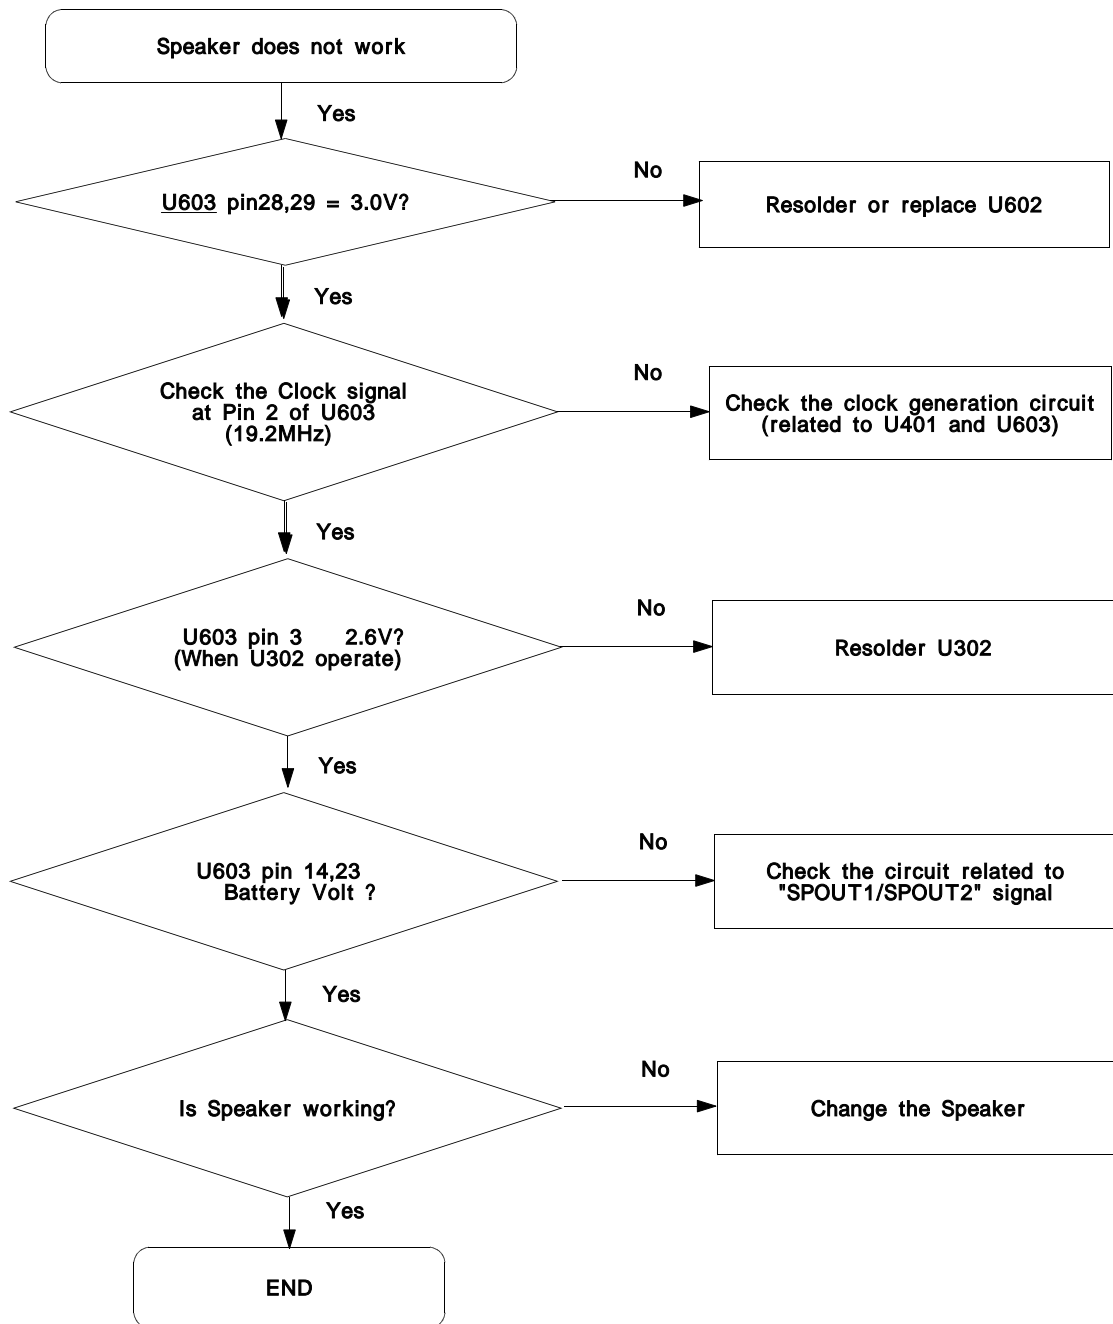 Speaker does not work
Yes
U603 pin28,29 = 3.0V?
No
Resolder or replace U602
Yes
Check the Clock signal
at Pin 2 of U603
(19.2MHz)
No
Check the clock generation circuit
(related to U401 and U603)
Yes
U603 pin 3 2.6V?
(When U302 operate)
No
Resolder U302
Yes
U603 pin 14,23
Battery Volt ?
No
Check the circuit related to
"SPOUT1/SPOUT2" signal
Yes
Is Speaker working?
No
Change the Speaker
Yes
END